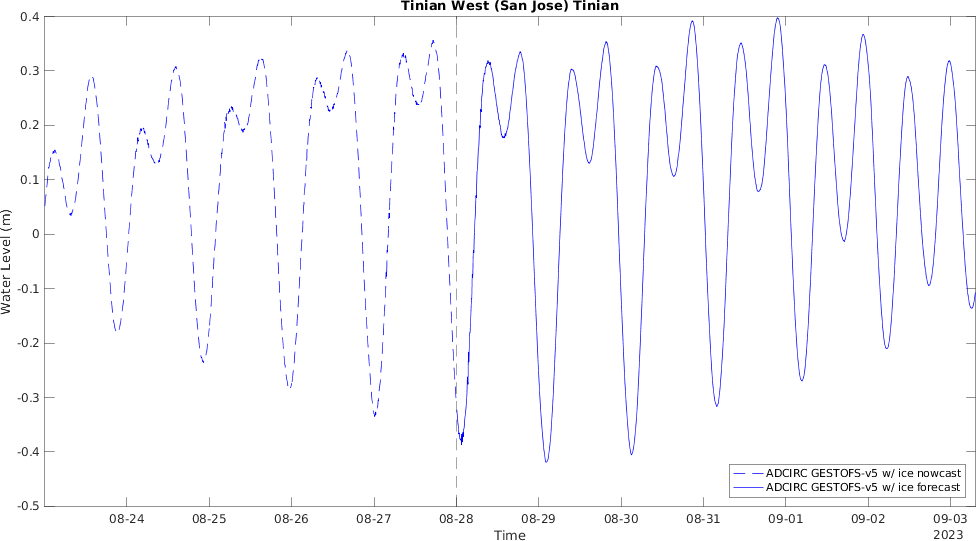 Tinian West (San Jose) Tinian
0.4
0.3
0.2
0.1
0
-0.1
-0.2
-0.3
-0.4
-0.5
Water Level (m)
ADCIRC GESTOFS-v5 w/ ice nowcast
ADCIRC GESTOFS-v5 w/ ice forecast
08-24 08-25 08-26 08-27 08-28 08-29 08-30 08-31 09-01 09-02 09-03
Time
2023